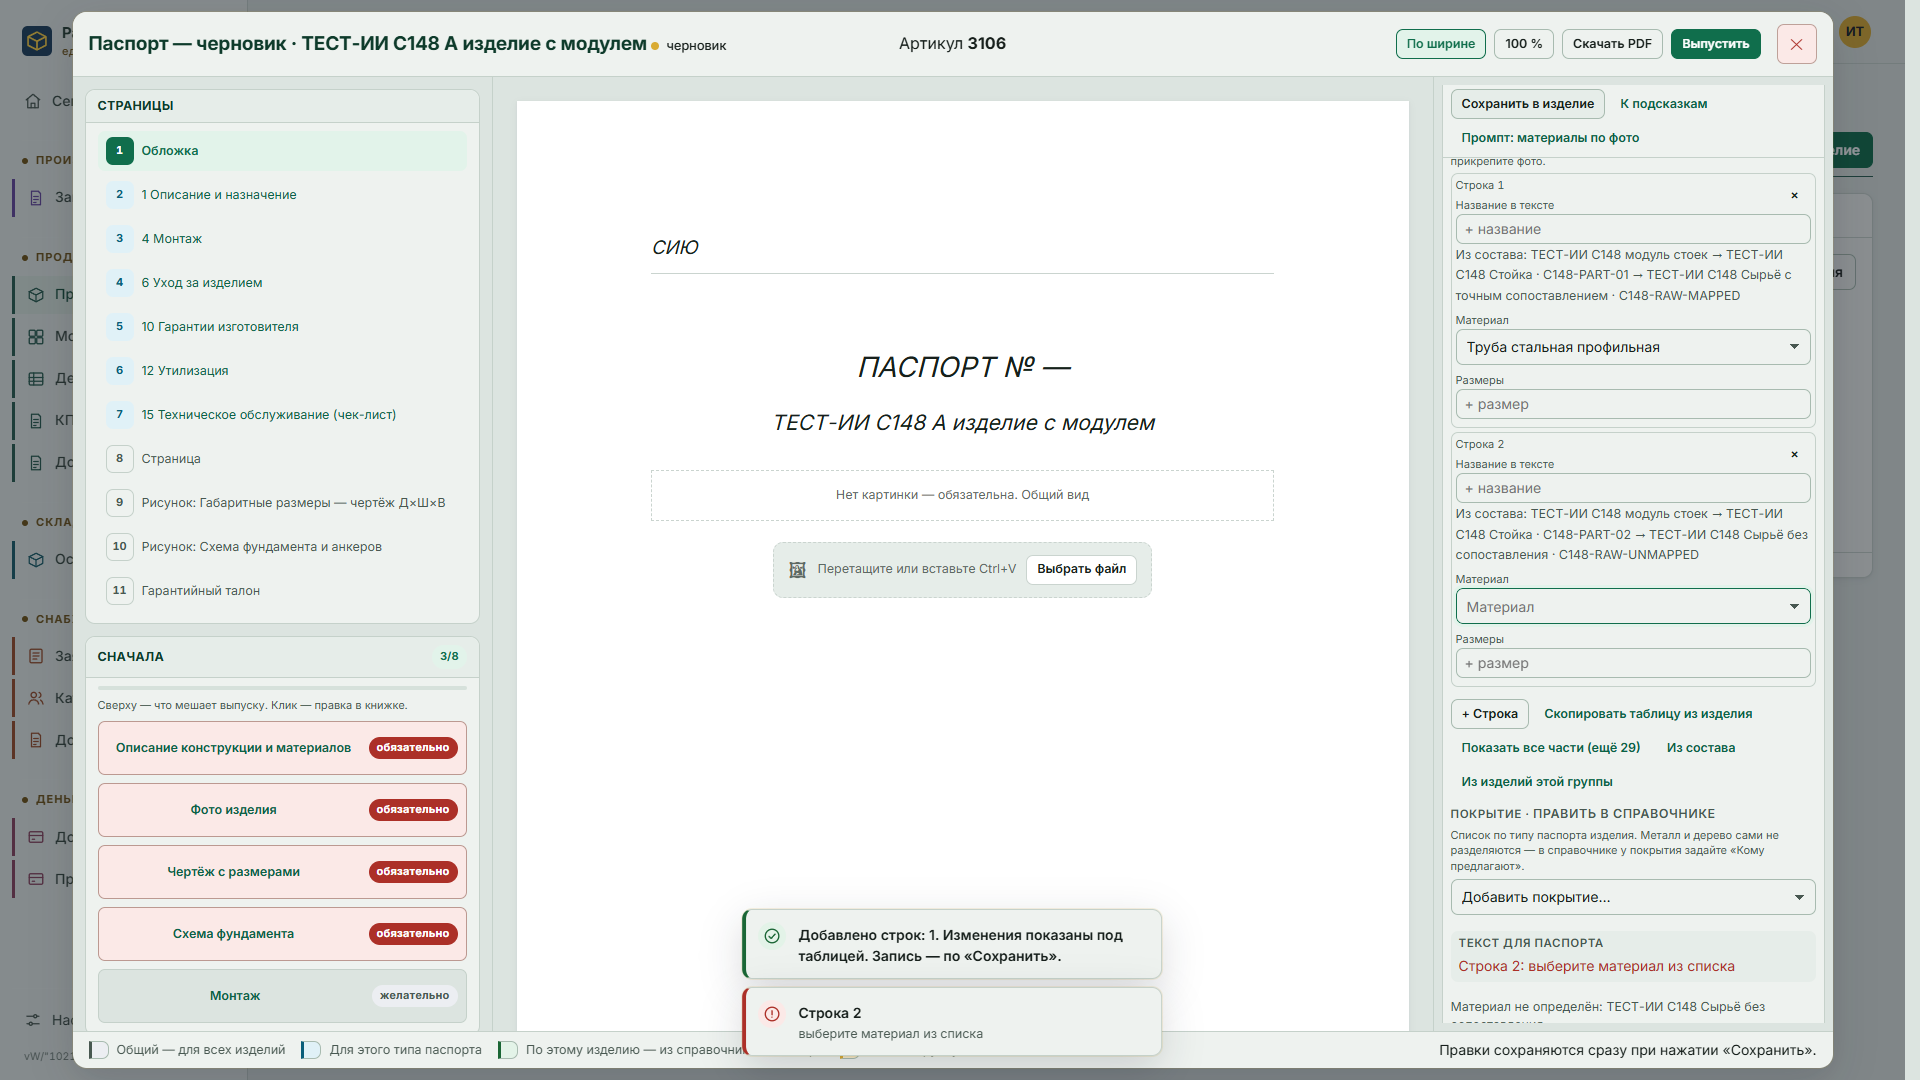 Паспорт — черновик · ТЕСТ-ИИ С148 А изделие с модулем
черновик
Артикул 3106
По ширине
100 %
Скачать PDF
Выпустить
ИТ
СТРАНИЦЫ
1 Обложка
2 1 Описание и назначение
3 4 Монтаж
4 6 Уход за изделием
5 10 Гарантии изготовителя
6 12 Утилизация
7 15 Техническое обслуживание (чек-лист)
8 Страница
9 Рисунок: Габаритные размеры — чертёж Д×Ш×В
10 Рисунок: Схема фундамента и анкеров
11 Гарантийный талон
СНАЧАЛА
3/8
Сверху — что мешает выпуску. Клик — правка в книжке.
Описание конструкции и материалов обязательно
Фото изделия обязательно
Чертёж с размерами обязательно
Схема фундамента обязательно
Монтаж желательно
СИЮ
ПАСПОРТ № —
ТЕСТ-ИИ С148 А изделие с модулем
Нет картинки — обязательна. Общий вид
Перетащите или вставьте Ctrl+V
Выбрать файл
Добавлено строк: 1. Изменения показаны под
таблицей. Запись — по «Сохранить».
Строка 2
выберите материал из списка
Сохранить в изделие
К подсказкам
Промпт: материалы по фото
прикрепите фото.
Строка 1
×
Название в тексте
+ название
Из состава: ТЕСТ-ИИ С148 модуль стоек → ТЕСТ-ИИ
С148 Стойка · C148-PART-01 → ТЕСТ-ИИ С148 Сырьё с
точным сопоставлением · C148-RAW-MAPPED
Материал
Труба стальная профильная
Размеры
+ размер
Строка 2
×
Название в тексте
+ название
Из состава: ТЕСТ-ИИ С148 модуль стоек → ТЕСТ-ИИ
С148 Стойка · C148-PART-02 → ТЕСТ-ИИ С148 Сырьё без
сопоставления · C148-RAW-UNMAPPED
Материал
Материал
Размеры
+ размер
+ Строка
Скопировать таблицу из изделия
Показать все части (ещё 29)
Из состава
Из изделий этой группы
ПОКРЫТИЕ · ПРАВИТЬ В СПРАВОЧНИКЕ
Список по типу паспорта изделия. Металл и дерево сами не
разделяются — в справочнике у покрытия задайте «Кому
предлагают».
Добавить покрытие…
ТЕКСТ ДЛЯ ПАСПОРТА
Строка 2: выберите материал из списка
Материал не определён: ТЕСТ-ИИ С148 Сырьё без
Общий — для всех изделий
Для этого типа паспорта
По этому изделию — из
Правки сохраняются сразу при нажатии «Сохранить».